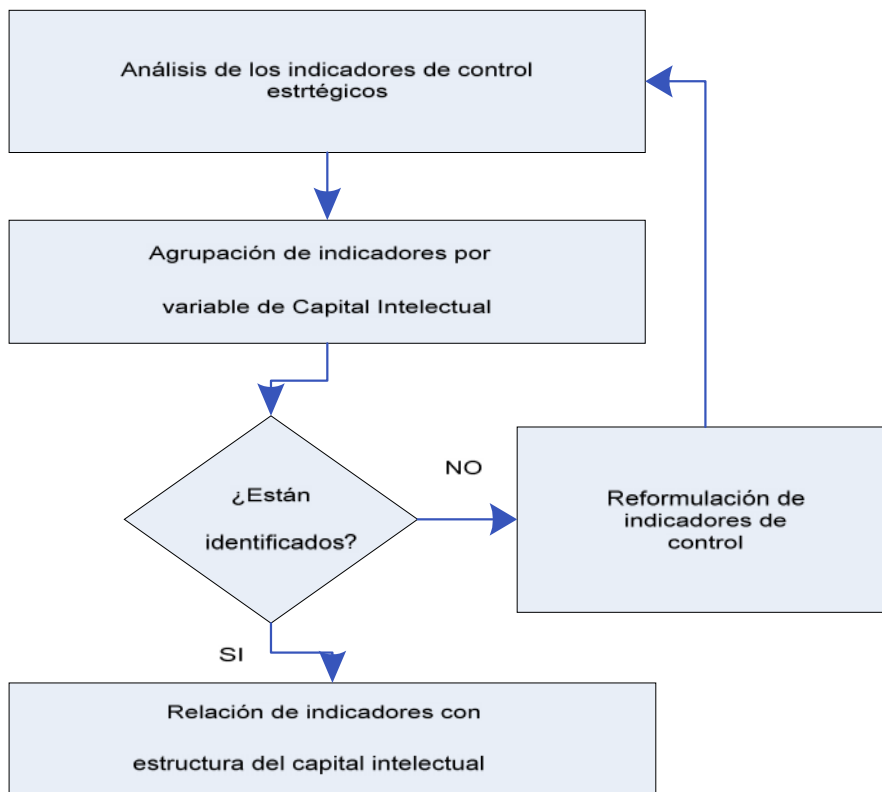 Análisis de los indicadores de control
estrtégicos
Agrupación de indicadores por
variable de Capital Intelectual
¿Están
identificados?
NO
Reformulación de
indicadores de
control
SI
Relación de indicadores con
estructura del capital intelectual